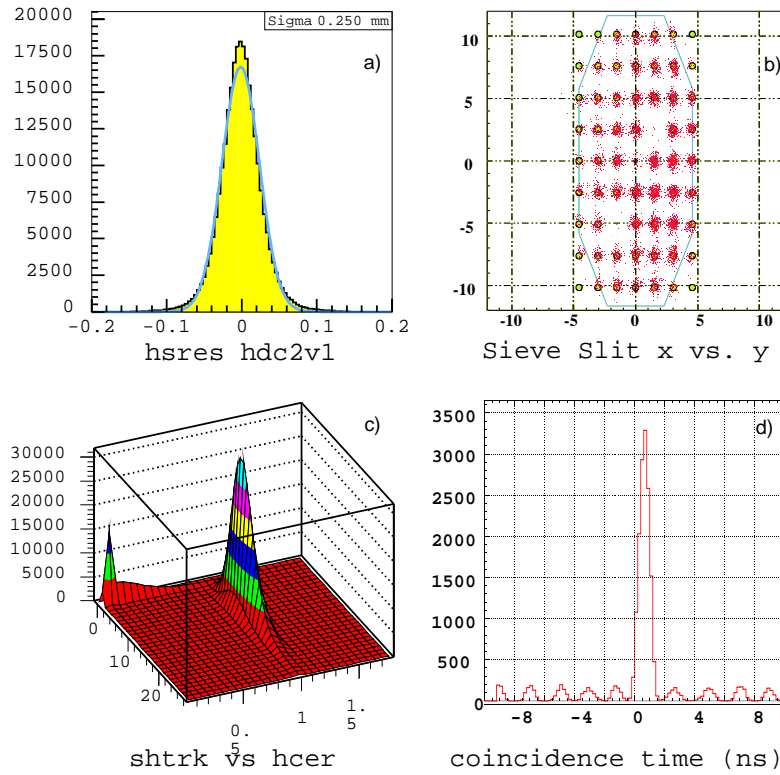 20000
17500
15000
12500
10000
7500
5000
2500
0
-0.2 -0.1 0 0.1 0.2
Sigma 0.250 mm
a)
hsres hdc2v1
10
5
0
-5
-10
-10 -5 0 5 10
b)
Sieve Slit x vs. y
30000
25000
20000
15000
10000
5000
0
0
10
20
0.5
1
1.5
c)
shtrk vs hcer
3500
3000
2500
2000
1500
1000
500
0
-8 -4 0 4 8
d)
coincidence time (ns)